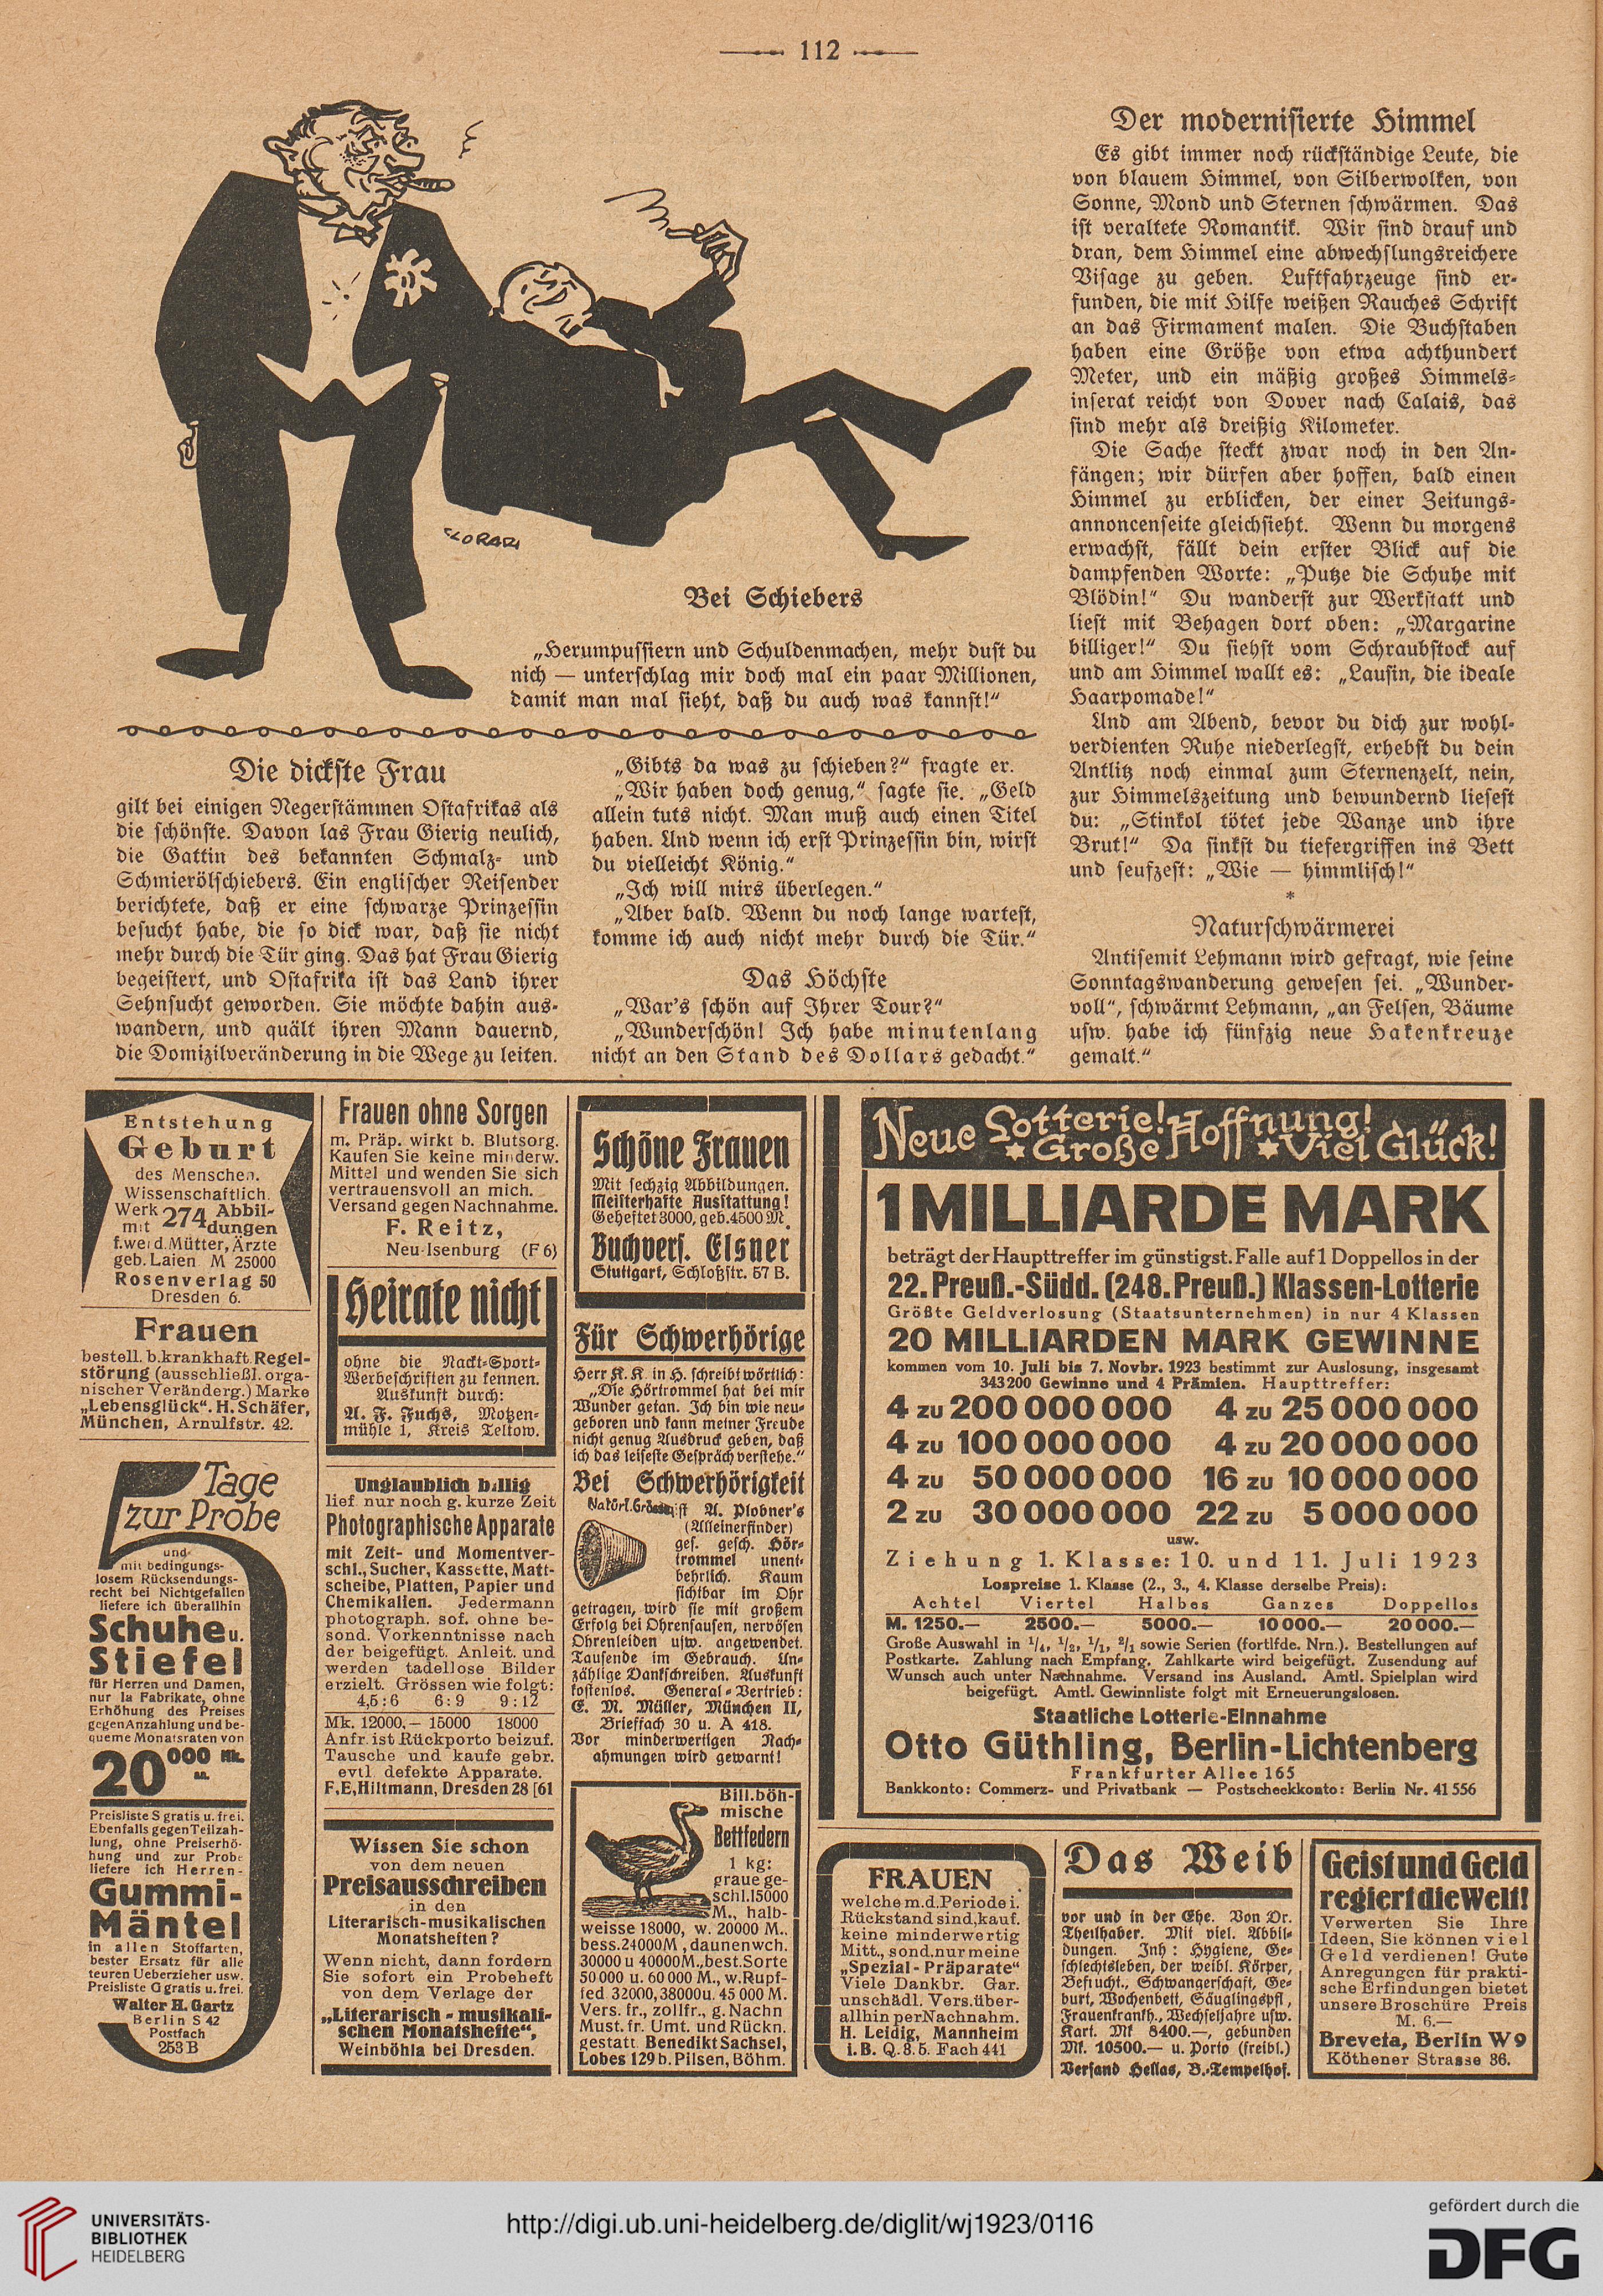 112
CLORARI
Bei Schiebers
„Herumpussiern und Schuldenmachen, mehr dust du
nich — unterschlag mir doch mal ein paar Millionen,
damit man mal sieht, daß du auch was kannst!“
Die dickste Frau
gilt bei einigen Negerstämmen Ostafrikas als
die schönste. Davon las Frau Gierig neulich,
die Gattin des bekannten Schmalz- und
Schmierölschiebers. Ein englischer Reisender
berichtete, daß er eine schwarze Prinzessin
besucht habe, die so dick war, daß sie nicht
mehr durch die Tür ging. Das hat Frau Gierig
begeistert, und Ostafrika ist das Land ihrer
Sehnsucht geworden. Sie möchte dahin aus-
wandern, und quält ihren Mann dauernd,
die Domizilveränderung in die Wege zu leiten.
„Gibts da was zu schieben?“ fragte er.
„Wir haben doch genug,“ sagte sie. „Geld
allein tuts nicht. Man muß auch einen Titel
haben. Und wenn ich erst Prinzessin bin, wirst
du vielleicht König.“
„Ich will mirs überlegen.“
„Aber bald. Wenn du noch lange wartest,
komme ich auch nicht mehr durch die Tür.“
Das Höchste
„War's schön auf Ihrer Tour?“
„Wunderschön! Ich habe minutenlang
nicht an den Stand des Dollars gedacht.“
Der modernisierte Himmel
Es gibt immer noch rückständige Leute, die
von blauem Himmel, von Silberwolken, von
Sonne, Mond und Sternen schwärmen. Das
ist veraltete Romantik. Wir sind drauf und
dran, dem Himmel eine abwechslungsreichere
Visage zu geben. Luftfahrzeuge sind er-
funden, die mit Hilfe weißen Rauches Schrift
an das Firmament malen. Die Buchstaben
haben eine Größe von etwa achthundert
Meter, und ein mäßig großes Himmels-
inserat reicht von Dover nach Calais, das
sind mehr als dreißig Kilometer.
Die Sache steckt zwar noch in den An-
fängen; wir dürfen aber hoffen, bald einen
Himmel zu erblicken, der einer Zeitungs-
annoncenseite gleichsieht. Wenn du morgens
erwachst, fällt dein erster Blick auf die
dampfenden Worte: „Putze die Schuhe mit
Blödin!“ Du wanderst zur Werkstatt und
liest mit Behagen dort oben: „Margarine
billiger!“ Du siehst vom Schraubstock auf
und am Himmel wallt es: „Lausin, die ideale
Haarpomade!“
Und am Abend, bevor du dich zur wohl-
verdienten Ruhe niederlegst, erhebst du dein
Antlitz noch einmal zum Sternenzelt, nein,
zur Himmelszeitung und bewundernd liesest
du: „Stinkol tötet jede Wanze und ihre
Brut!“ Da sinkst du tiefergriffen ins Bett
und seufzest: „Wie — himmlisch!“
*
Naturschwärmerei
Antisemit Lehmann wird gefragt, wie seine
Sonntagswanderung gewesen sei. „Wunder-
voll“, schwärmt Lehmann, „an Felsen, Bäume
usw. habe ich fünfzig neue Hakenkreuze
gemalt.“
Entstehung
Geburt
des Menschen.
Wissenschaftlich.
Werk mit 274 Abbil-
dungen
f. werd. Mütter, Ärzte
geb. Laien M 25000
Rosenverlag 50
Dresden 6.
Frauen
bestell. b. krankhaft. Regel-
störung (ausschließl. orga-
nischer Veränderg.) Marke
„Lebensglück“. H. Schäfer,
München, Arnulfstr. 42.
5 Tage
zur Probe
und
mit bedingungs-
losem Rücksendungs-
recht bei Nichtgefallen
liefere ich überallhin
Schuhe u.
Stiefel
für Herren und Damen,
nur Ia Fabrikate, ohne
Erhöhung des Preises
gegen Anzahlung und be-
queme Monatsraten von
20000 Mk. an.
Preisliste S gratis u. frei.
Ebenfalls gegen Teilzah-
lung, ohne Preiserhö-
hung und zur Probe
liefere ich Herren-
Gummi-
Mäntel
in allen Stoffarten,
bester Ersatz für alle
teuren Ueberzieher usw.
Preisliste G gratis u. frei.
Walter H. Gartz
Berlin S 42
Postfach
253 B
Frauen ohne Sorgen
m. Präp. wirkt b. Blutsorg.
Kaufen Sie keine minderw.
Mittel und wenden Sie sich
vertrauensvoll an mich.
Versand gegen Nachnahme.
F. Reitz,
Neu-Isenburg (F 6)
Heirate nicht
ohne die Nackt-Sport-
Werbeschriften zu kennen.
Auskunft durch:
A. F. Fuchs, Motzen-
mühle 1, Kreis Teltow.
Unglaublich billig
lief. nur noch g. kurze Zeit
Photographische Apparate
mit Zeit- und Momentver-
schl., Sucher, Kassette, Matt-
scheibe, Platten, Papier und
Chemikalien. Jedermann
photograph. sof. ohne be-
sond. Vorkenntnisse nach
der beigefügt. Anleit. und
werden tadellose Bilder
erzielt. Grössen wie folgt:
4,5 : 6 6 : 9 9 : 12
Mk. 12000,— 15000 18000
Anfr. ist Rückporto beizuf.
Tausche und kaufe gebr.
evtl. defekte Apparate.
F.E. Hiltmann, Dresden 28 [61
Wissen Sie schon
von dem neuen
Preisausschreiben
in den
Literarisch-musikalischen
Monatsheften?
Wenn nicht, dann fordern
Sie sofort ein Probeheft
von dem Verlage der
„Literarisch - musikali-
schen Monatshefte“,
Weinböhla bei Dresden.
Schöne Frauen
Mit sechzig Abbildungen.
Meisterhafte Ausstattung!
Geheftet 3000, geb. 4500 M.
Buchvers. Elsner
Stuttgart, Schloßstr. 57 B.
Für Schwerhörige
Herr K. K. in H. schreibt wörtlich:
„Die Hörtrommel hat bei mir
Wunder getan. Ich bin wie neu-
geboren und kann meiner Freude
nicht genug Ausdruck geben, daß
ich das leiseste Gespräch verstehe.“
Bei Schwerhörigkeit
Natürl. Grösse
ist A. Plobner's
(Alleinerfinder)
ges. gesch. Hör-
trommel unent-
behrlich. Kaum
sichtbar im Ohr
getragen, wird sie mit großem
Erfolg bei Ohrensausen, nervösen
Ohrenleiden usw. angewendet.
Tausende im Gebrauch. Un-
zählige Dankschreiben. Auskunft
kostenlos. General-Vertrieb:
E. M. Müller, München II,
Brieffach 30 u. A 418.
Vor minderwertigen Nach-
ahmungen wird gewarnt!
Bill. böh-
mische
Bettfedern
1 kg:
graue ge-
schl. 15000
M., halb-
weisse 18000, w. 20000 M.,
bess. 24000 M, daunenwch.
30000 u 40000 M., best. Sorte
50 000 u. 60 000 M., w. Rupf-
fed 32000, 38000 u. 45 000 M.
Vers. fr., zollfr., g. Nachn
Must. fr. Umt. und Rückn.
gestatt. Benedikt Sachsel,
Lobes 129 b. Pilsen, Böhm.
Neue Lotterie! Große Hoffnung! Viel Glück!
1 MILLIARDE MARK
beträgt der Haupttreffer im günstigst. Falle auf 1 Doppellos in der
22. Preuß.-Südd. (248. Preuß.) Klassen-Lotterie
Größte Geldverlosung (Staatsunternehmen) in nur 4 Klassen
20 MILLIARDEN MARK GEWINNE
kommen vom 10. Juli bis 7. Novbr. 1923 bestimmt zur Auslosung, insgesamt
343200 Gewinne und 4 Prämien. Haupttreffer:
4 zu 200 000 000 4 zu 25 000 000
4 zu 100 000 000 4 zu 20 000 000
4 zu 50 000 000 16 zu 10 000 000
2 zu 30 000 000 22 zu 5 000 000
usw.
Ziehung 1. Klasse: 10. und 11. Juli 1923
Lospreise 1. Klasse (2., 3., 4. Klasse derselbe Preis):
Achtel Viertel Halbes Ganzes Doppellos
M. 1250.— 2500.— 5000.— 10 000.— 20 000.—
Große Auswahl in 1/4, 1/2, 1/1, 2/1 sowie Serien (fortlfde. Nrn.). Bestellungen auf
Postkarte. Zahlung nach Empfang. Zahlkarte wird beigefügt. Zusendung auf
Wunsch auch unter Nachnahme. Versand ins Ausland. Amtl. Spielplan wird
beigefügt. Amtl. Gewinnliste folgt mit Erneuerungslosen.
Staatliche Lotterie-Einnahme
Otto Güthling, Berlin-Lichtenberg
Frankfurter Allee 165
Bankkonto: Commerz- und Privatbank — Postscheckkonto: Berlin Nr. 41 556
FRAUEN
welche m. d. Periode i.
Rückstand sind, kauf.
keine minderwertig
Mitt., sond. nur meine
„Spezial-Präparate“
Viele Dankbr. Gar.
unschädl. Vers. über-
allhin per Nachnahm.
H. Leidig, Mannheim
i. B. Q. 3. 5. Fach 441
Das Weib
vor und in der Ehe. Von Dr.
Theilhaber. Mit viel. Abbil-
dungen. Inh: Hygiene, Ge-
schlechtsleben, der weibl. Körper,
Befrucht., Schwangerschaft, Ge-
burt, Wochenbett, Säuglingspfl,
Frauenkrankh., Wechseljahre usw.
Kart. Mk 8400.—, gebunden
Mk. 10500.— u. Porto (freibl.)
Versand Hellas, B.-Tempelhof.
Geist und Geld
regiert die Welt!
Verwerten Sie Ihre
Ideen, Sie können viel
Geld verdienen! Gute
Anregungen für prakti-
sche Erfindungen bietet
unsere Broschüre Preis
M. 6.—
Breveta, Berlin W 9
Köthener Strasse 36.
UNIVERSITÄTS-
BIBLIOTHEK
HEIDELBERG
http://digi.ub.uni-heidelberg.de/diglit/wj1923/0116
gefördert durch die
DFG